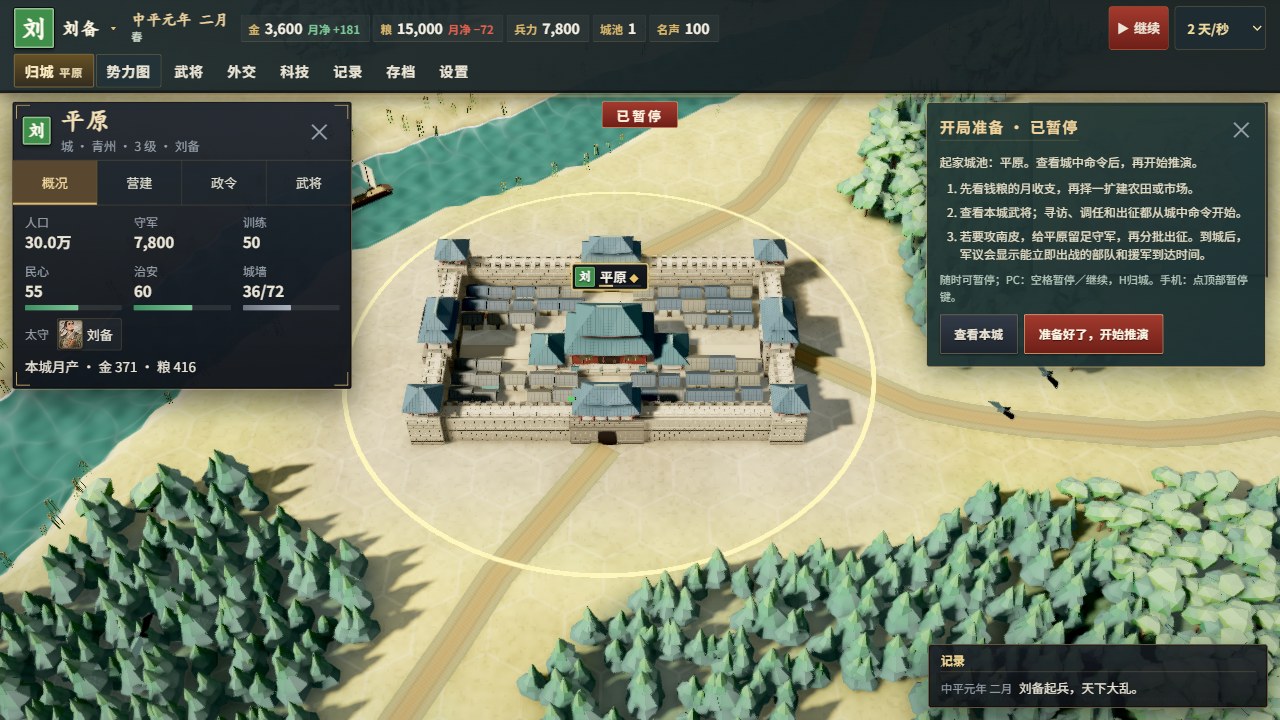 刘 刘备 中平元年 二月
春
金 3,600 月净 +181 粮 15,000 月净 −72 兵力 7,800 城池 1 名声 100
▶ 继续 2 天/秒
归城 平原 势力图 武将 外交 科技 记录 存档 设置
已暂停
刘 平原
城 · 青州 · 3 级 · 刘备
概况 营建 政令 武将
人口 守军 训练
30.0万 7,800 50
民心 治安 城墙
55 60 36/72
太守 刘备
本城月产 · 金 371 · 粮 416
刘 平原
开局准备 · 已暂停
起家城池：平原。查看城中命令后，再开始推演。
1. 先看钱粮的月收支，再择一扩建农田或市场。
2. 查看本城武将；寻访、调任和出征都从城中命令开始。
3. 若要攻南皮，给平原留足守军，再分批出征。到城后，
军议会显示能立即出战的部队和援军到达时间。
随时可暂停；PC：空格暂停／继续，H归城。手机：点顶部暂停
键。
查看本城 准备好了，开始推演
记录
中平元年 二月 刘备起兵，天下大乱。